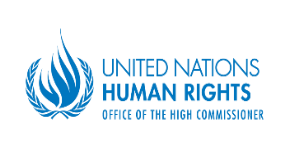 UNITED NATIONS
HUMAN RIGHTS
OFFICE OF THE HIGH COMMISSIONER